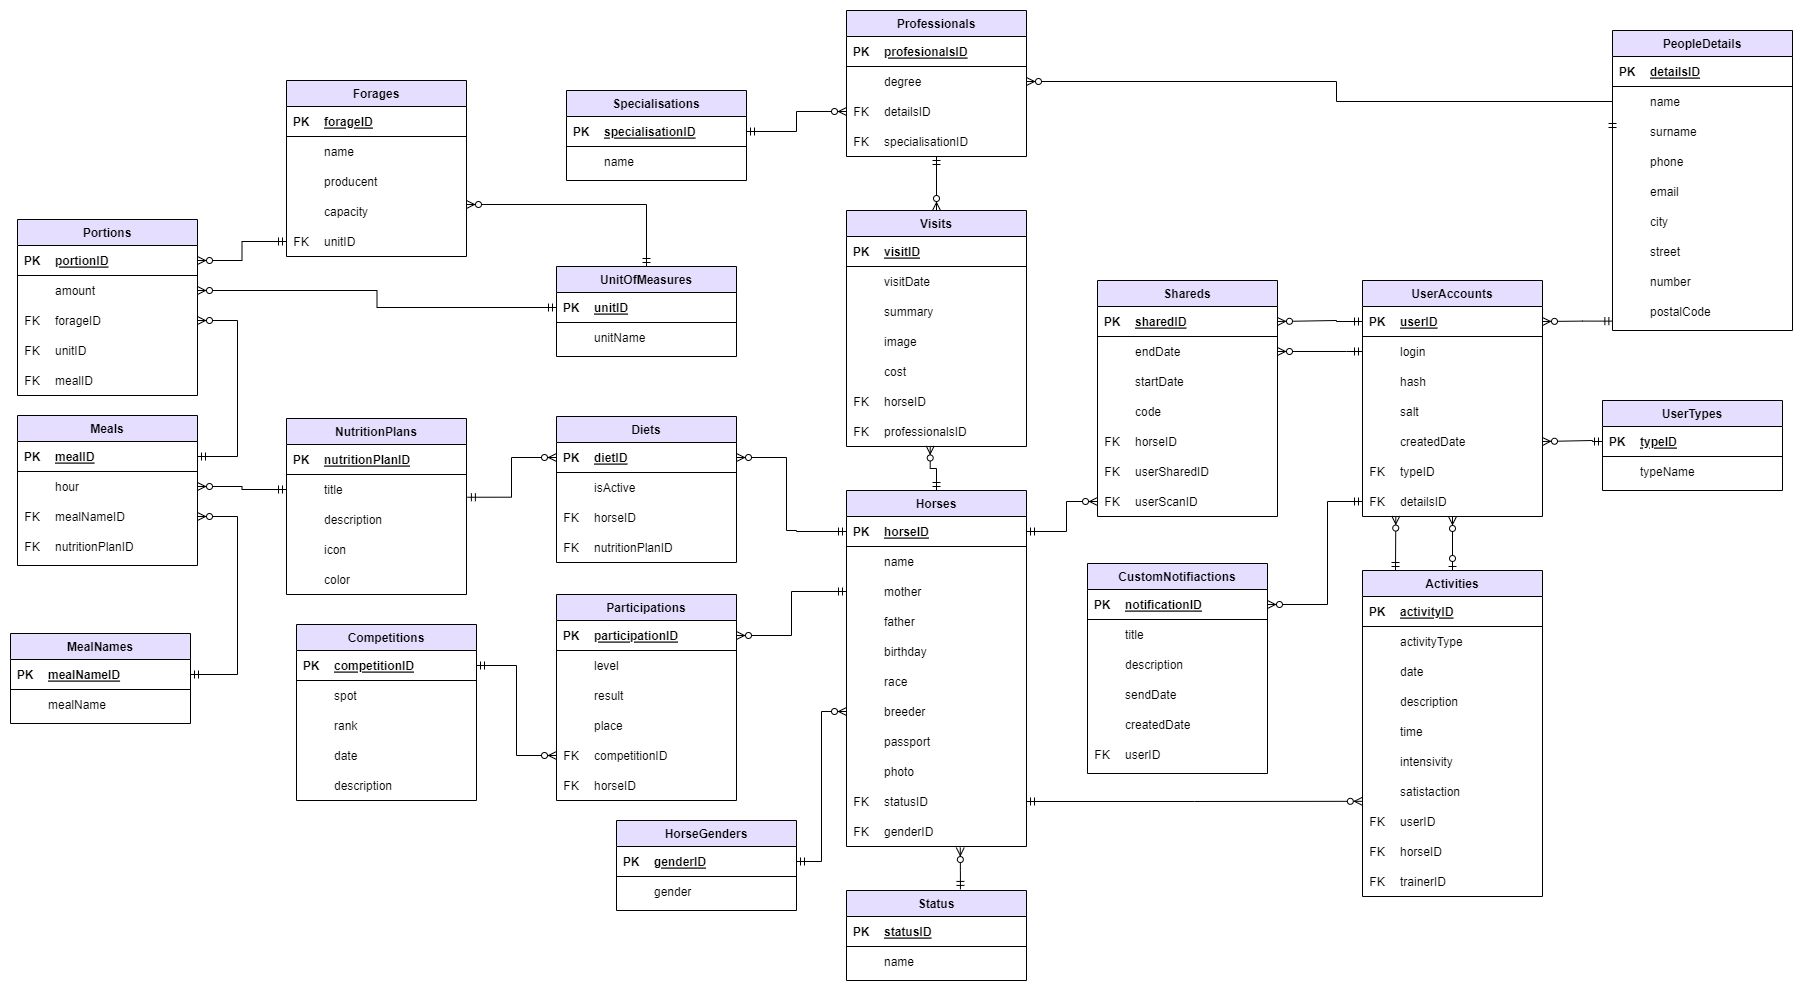 Professionals
PK profesionalsID
degree
FK detailsID
FK specialisationID
PeopleDetails
PK detailsID
name
surname
phone
email
city
street
number
postalCode
Forages
PK forageID
name
producent
capacity
FK unitID
Specialisations
PK specialisationID
name
Portions
PK portionID
amount
FK forageID
FK unitID
FK mealID
UnitOfMeasures
PK unitID
unitName
Visits
PK visitID
visitDate
summary
image
cost
FK horseID
FK professionalsID
Shareds
PK sharedID
endDate
startDate
code
FK horseID
FK userSharedID
FK userScanID
UserAccounts
PK userID
login
hash
salt
createdDate
FK typeID
FK detailsID
UserTypes
PK typeID
typeName
Meals
PK mealID
hour
FK mealNameID
FK nutritionPlanID
NutritionPlans
PK nutritionPlanID
title
description
icon
color
Diets
PK dietID
isActive
FK horseID
FK nutritionPlanID
Horses
PK horseID
name
mother
father
birthday
race
breeder
passport
photo
FK statusID
FK genderID
CustomNotifiactions
PK notificationID
title
description
sendDate
createdDate
FK userID
Activities
PK activityID
activityType
date
description
time
intensivity
satistaction
FK userID
FK horseID
FK trainerID
MealNames
PK mealNameID
mealName
Competitions
PK competitionID
spot
rank
date
description
Participations
PK participationID
level
result
place
FK competitionID
FK horseID
HorseGenders
PK genderID
gender
Status
PK statusID
name